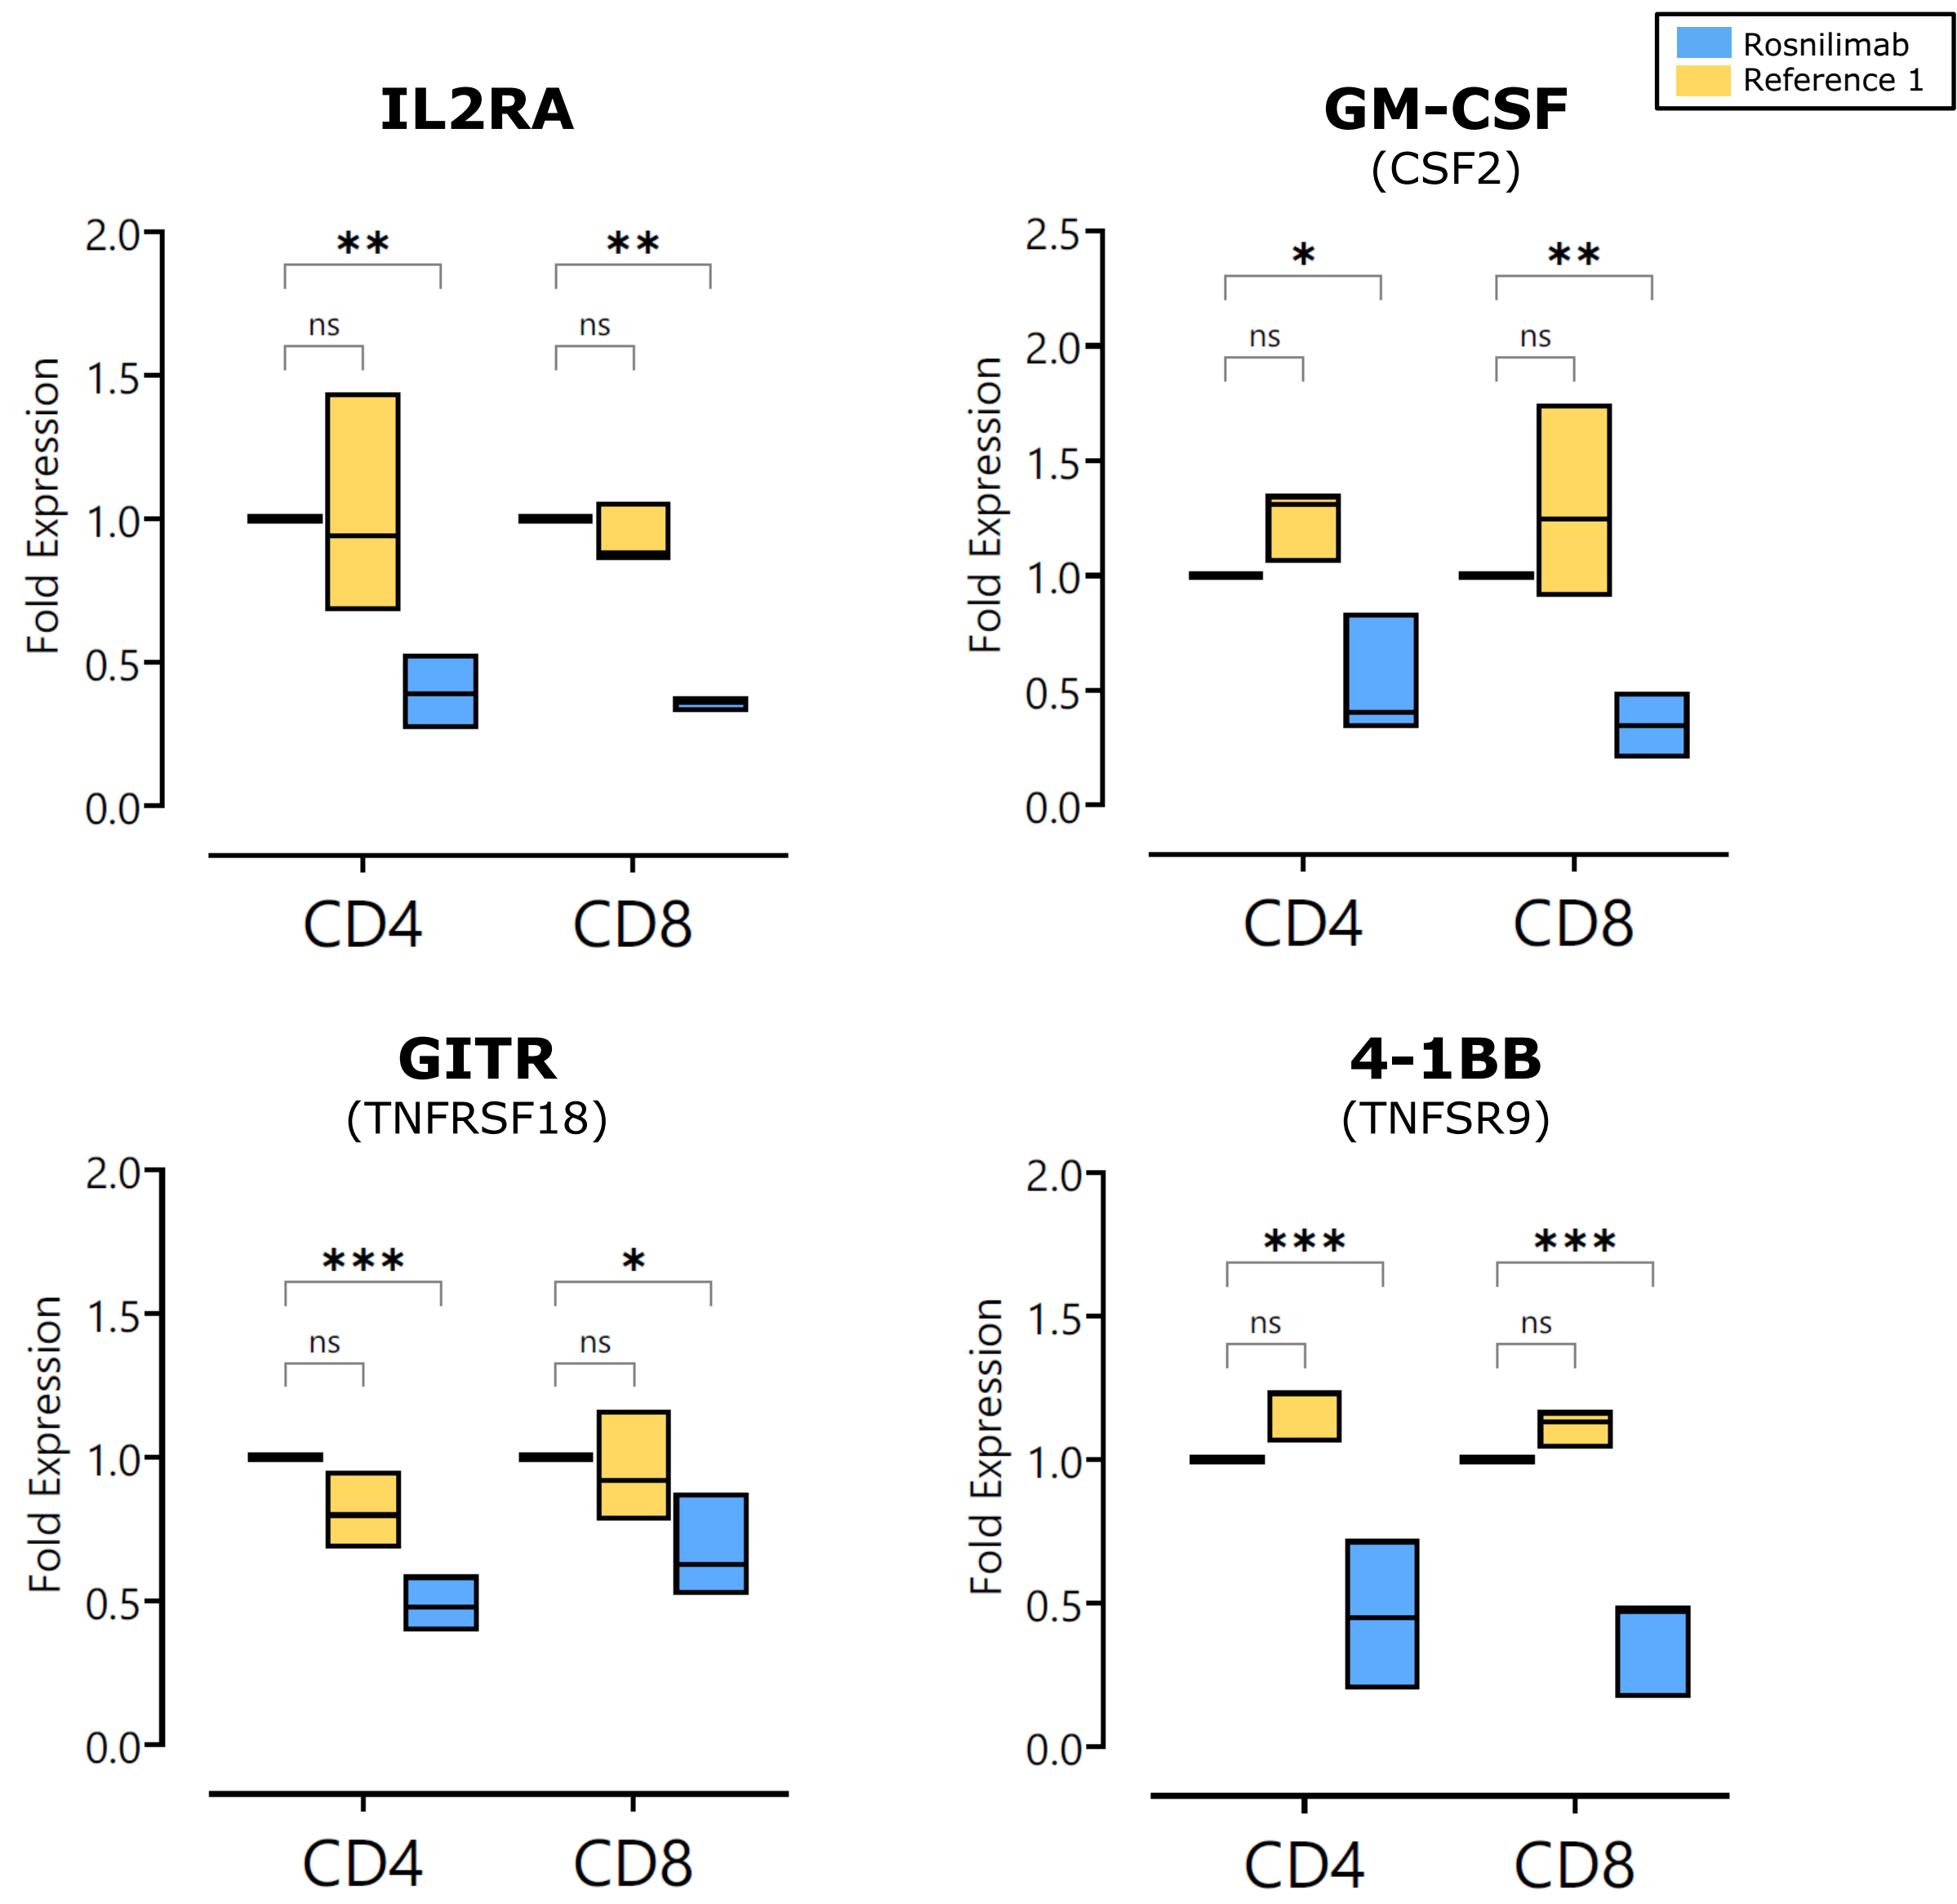 Rosnilimab
Reference 1
IL2RA
Fold Expression
2.0
1.5
1.0
0.5
0.0
**
**
ns
ns
CD4
CD8
GM-CSF
(CSF2)
Fold Expression
2.5
2.0
1.5
1.0
0.5
0.0
*
**
ns
ns
CD4
CD8
GITR
(TNFRSF18)
Fold Expression
2.0
1.5
1.0
0.5
0.0
***
*
ns
ns
CD4
CD8
4-1BB
(TNFSR9)
Fold Expression
2.0
1.5
1.0
0.5
0.0
***
***
ns
ns
CD4
CD8